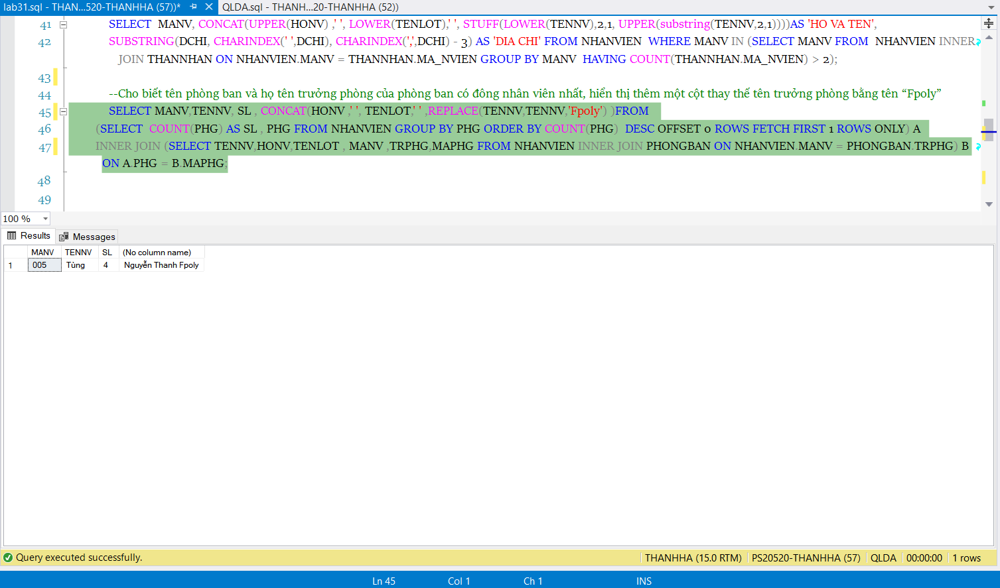 lab31.sql - THAN...520-THANHHA (57))*
QLDA.sql - THANH...20-THANHHA (52))
41 SELECT  MANV, CONCAT(UPPER(HONV) ,' ', LOWER(TENLOT),' ', STUFF(LOWER(TENNV),2,1, UPPER(substring(TENNV,2,1))))AS 'HO VA TEN',
42 SUBSTRING(DCHI, CHARINDEX(' ',DCHI), CHARINDEX(',',DCHI) - 3) AS 'DIA CHI' FROM NHANVIEN  WHERE MANV IN (SELECT MANV FROM  NHANVIEN INNER
JOIN THANNHAN ON NHANVIEN.MANV = THANNHAN.MA_NVIEN GROUP BY MANV  HAVING COUNT(THANNHAN.MA_NVIEN) > 2);
43
44 --Cho biết tên phòng ban và họ tên trưởng phòng của phòng ban có đông nhân viên nhất, hiển thị thêm một cột thay thế tên trưởng phòng bằng tên “Fpoly”
45 SELECT MANV,TENNV, SL , CONCAT(HONV ,' ', TENLOT,' ' ,REPLACE(TENNV,TENNV,'Fpoly') )FROM
46 (SELECT  COUNT(PHG) AS SL , PHG FROM NHANVIEN GROUP BY PHG ORDER BY COUNT(PHG)  DESC OFFSET 0 ROWS FETCH FIRST 1 ROWS ONLY) A
47 INNER JOIN (SELECT TENNV,HONV,TENLOT , MANV ,TRPHG,MAPHG FROM NHANVIEN INNER JOIN PHONGBAN ON NHANVIEN.MANV = PHONGBAN.TRPHG) B
ON A.PHG = B.MAPHG;
48
49
100 %
Results Messages
MANV TENNV SL (No column name)
1 005 Tùng 4 Nguyễn Thanh Fpoly
Query executed successfully. THANHHA (15.0 RTM) PS20520-THANHHA (57) QLDA 00:00:00 1 rows
Ln 45 Col 1 Ch 1 INS